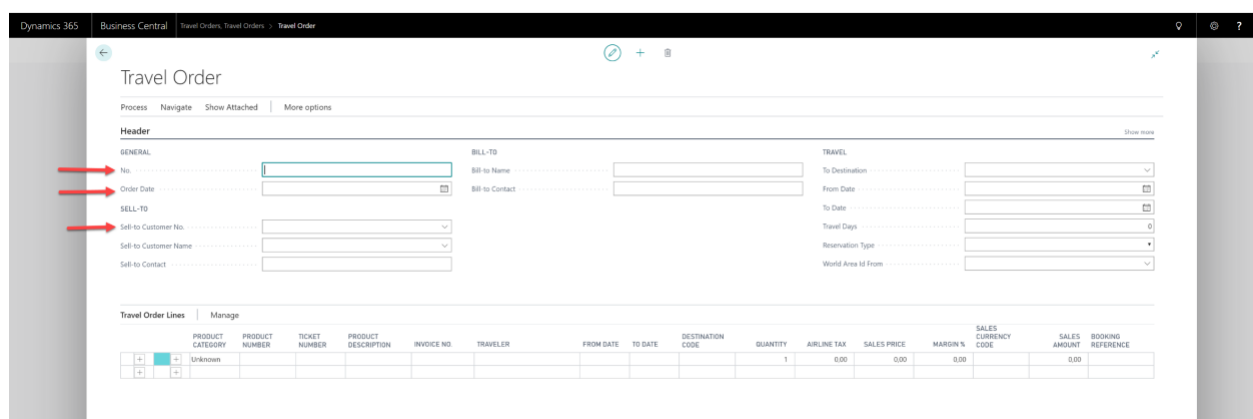 Dynamics 365 Business Central Travel Orders, Travel Orders > Travel Order ?
Travel Order
Process Navigate Show Attached More options
Header Show more
GENERAL
No.
Order Date
SELL-TO
Sell-to Customer No.
Sell-to Customer Name
Sell-to Contact
BILL-TO
Bill-to Name
Bill-to Contact
TRAVEL
To Destination
From Date
To Date
Travel Days 0
Reservation Type
World Area Id From
Travel Order Lines Manage
PRODUCT CATEGORY PRODUCT NUMBER TICKET NUMBER PRODUCT DESCRIPTION INVOICE NO. TRAVELER FROM DATE TO DATE DESTINATION CODE QUANTITY AIRLINE TAX SALES PRICE MARGIN % SALES CURRENCY CODE SALES AMOUNT BOOKING REFERENCE
Unknown 1 0,00 0,00 0,00 0,00